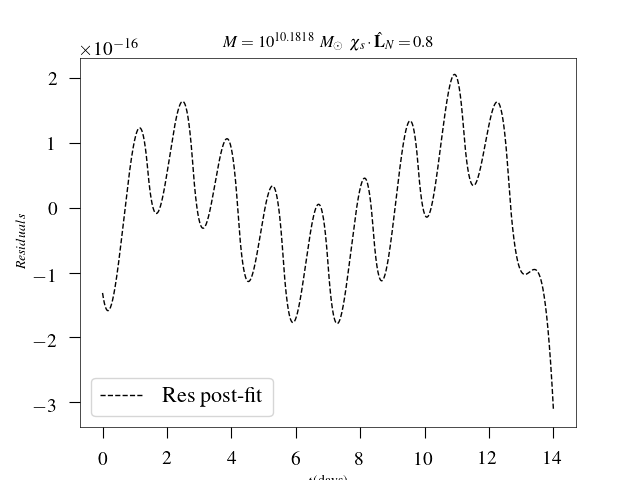 ×10⁻¹⁶
M = 10^{10.1818} M_⊙ χ_s · L̂_N = 0.8
2
1
0
−1
−2
−3
Residuals
Res post-fit
0 2 4 6 8 10 12 14
t(days)